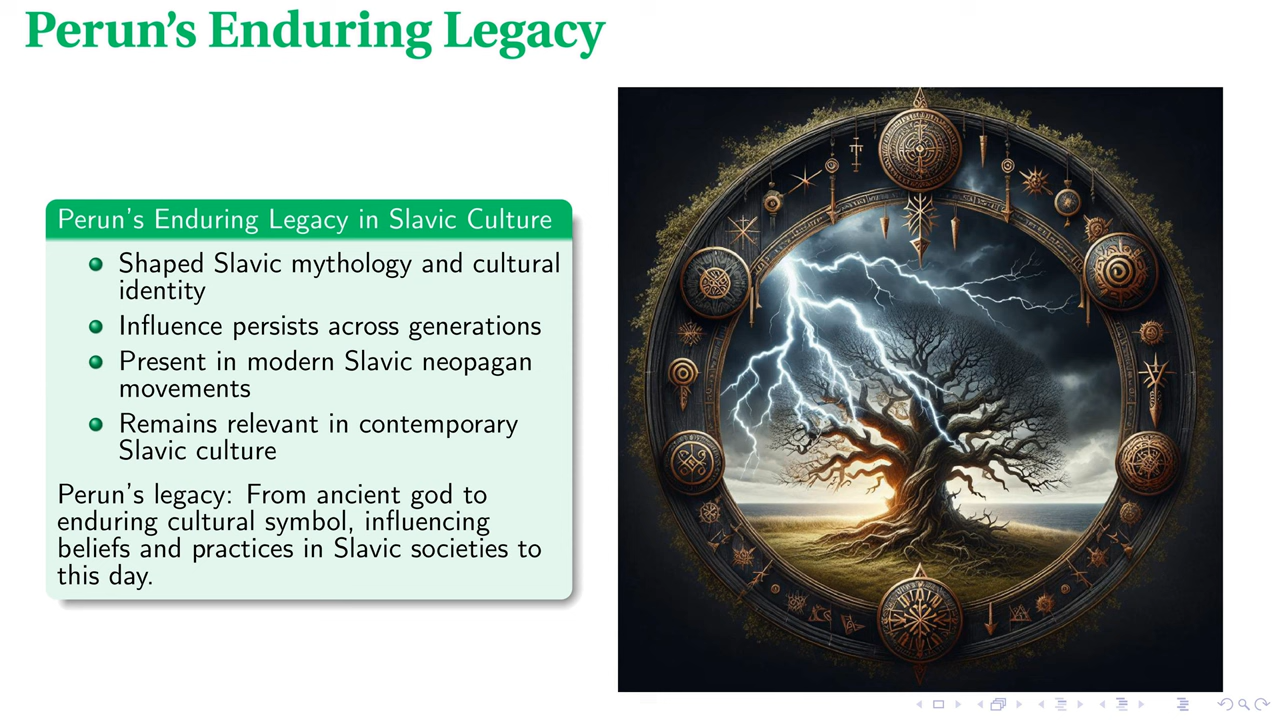 Perun's Enduring Legacy
Perun's Enduring Legacy in Slavic Culture
Shaped Slavic mythology and cultural
identity
Influence persists across generations
Present in modern Slavic neopagan
movements
Remains relevant in contemporary
Slavic culture
Perun's legacy: From ancient god to
enduring cultural symbol, influencing
beliefs and practices in Slavic societies to
this day.